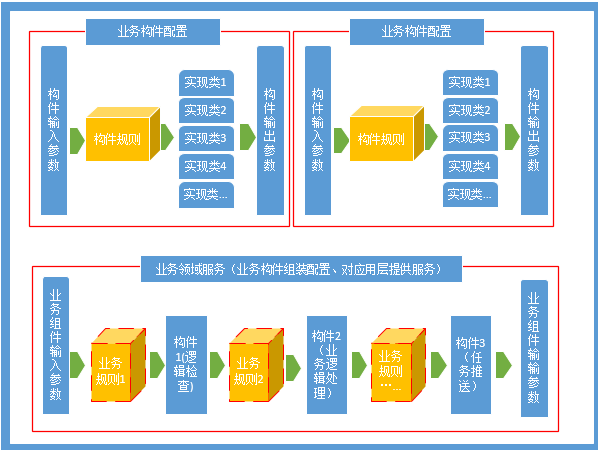 业务构件配置
构件输入参数
构件规则
实现类1
实现类2
实现类3
实现类4
实现类...
构件输出参数
业务构件配置
构件输入参数
构件规则
实现类1
实现类2
实现类3
实现类4
实现类...
构件输出参数
业务领域服务（业务构件组装配置、对应用层提供服务）
业务组件输入参数
业务
规则1
构件
1(逻
辑检
查)
业务
规则2
构件2
（业
务逻
辑处
理）
业务
规则
……
构件3
（任
务推
送）
业务组件输输参数